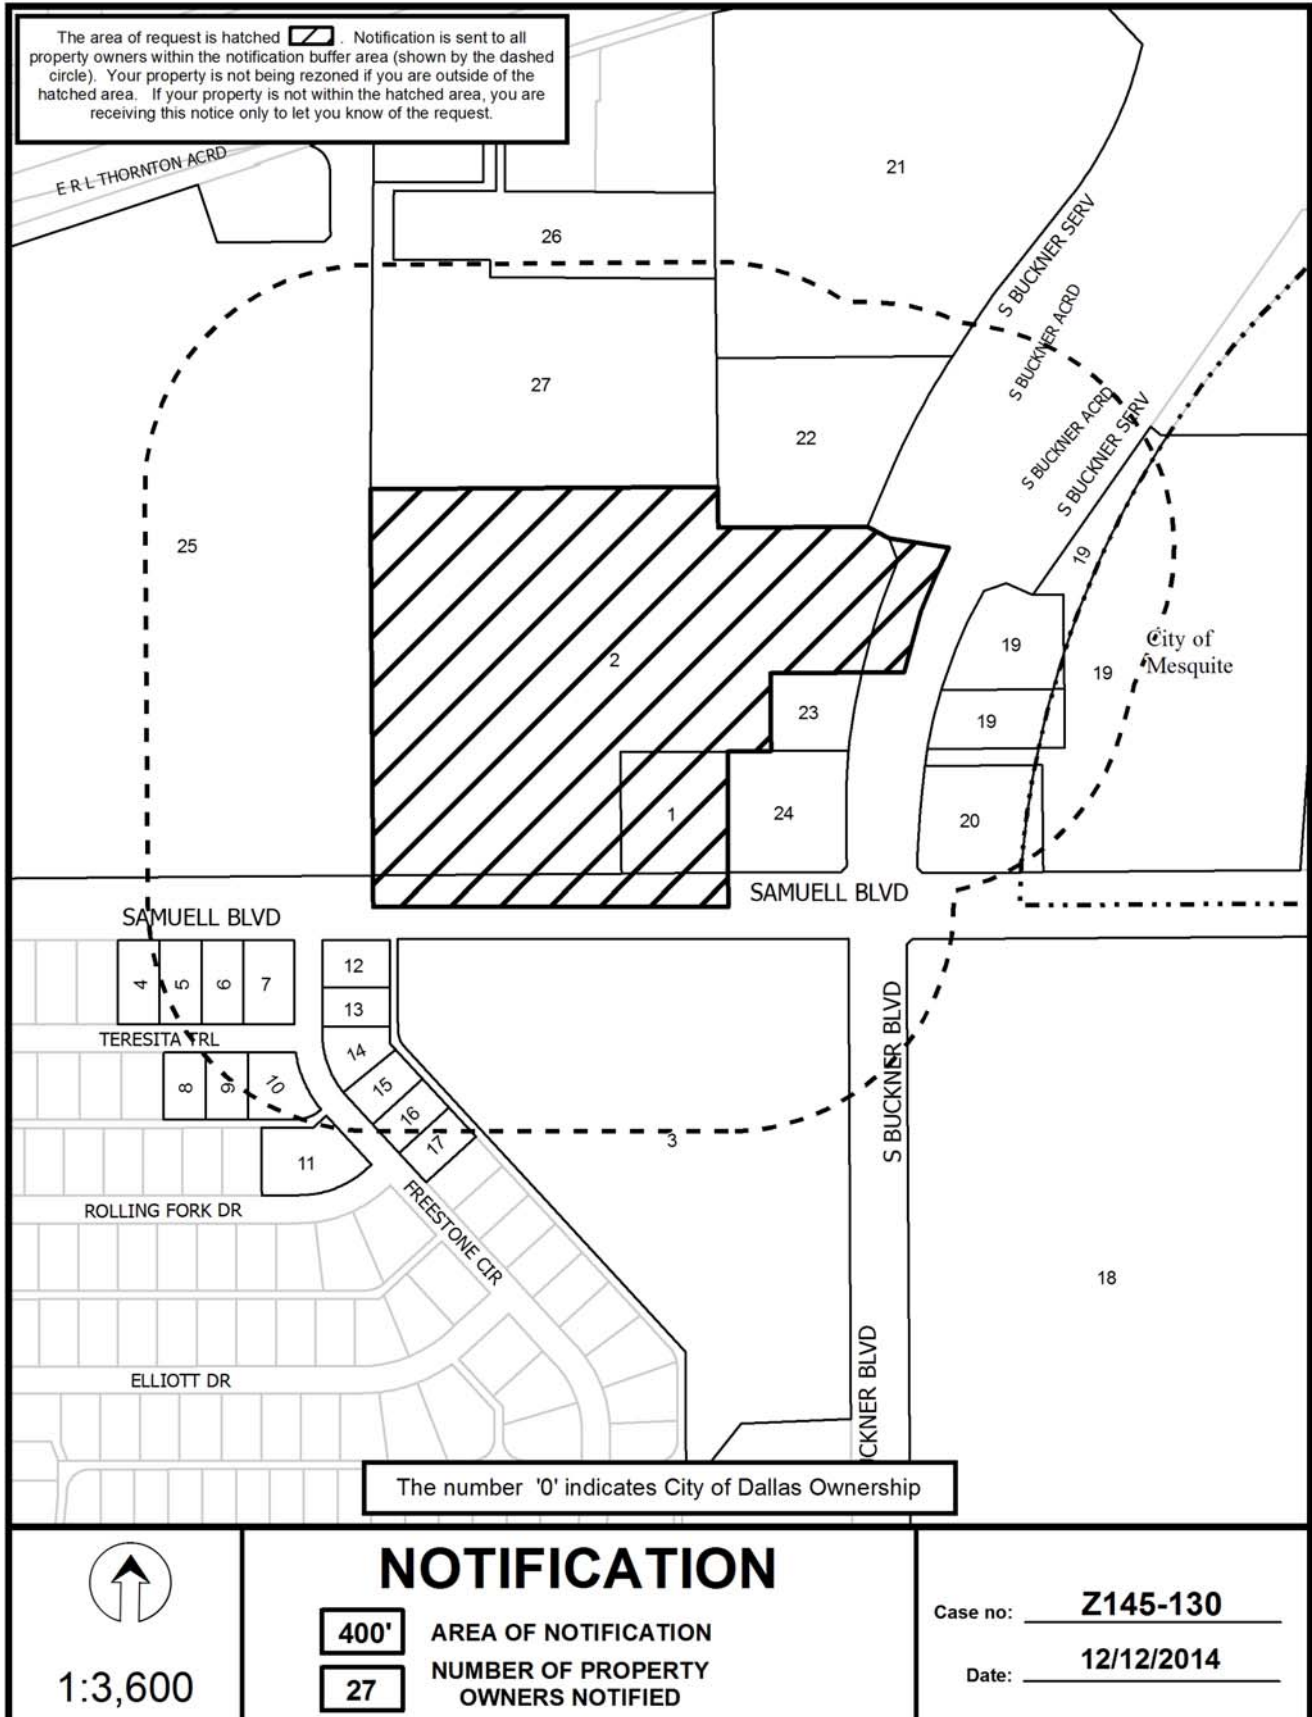 The area of request is hatched . Notification is sent to all
property owners within the notification buffer area (shown by the dashed
circle). Your property is not being rezoned if you are outside of the
hatched area. If your property is not within the hatched area, you are
receiving this notice only to let you know of the request.
E R L THORNTON ACRD
21
26
S BUCKNER SERV
S BUCKNER ACRD
27
22
S BUCKNER ACRD
S BUCKNER SERV
25
19
2
19
City of
Mesquite
19
23
19
1
24
20
SAMUELL BLVD
SAMUELL BLVD
4
5
6
7
12
13
TERESITA TRL
14
8
9
10
15
16
17
S BUCKNER BLVD
3
11
ROLLING FORK DR
FREESTONE CIR
18
ELLIOTT DR
CKNER BLVD
The number '0' indicates City of Dallas Ownership
NOTIFICATION
400' AREA OF NOTIFICATION
27 NUMBER OF PROPERTY
OWNERS NOTIFIED
1:3,600
Case no: Z145-130
Date: 12/12/2014